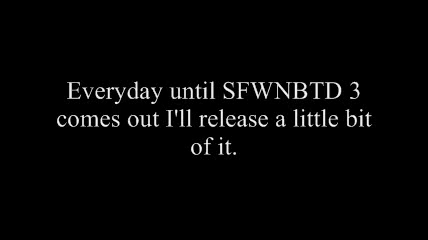 Everyday until SFWNBTD 3
comes out I'll release a little bit
of it.